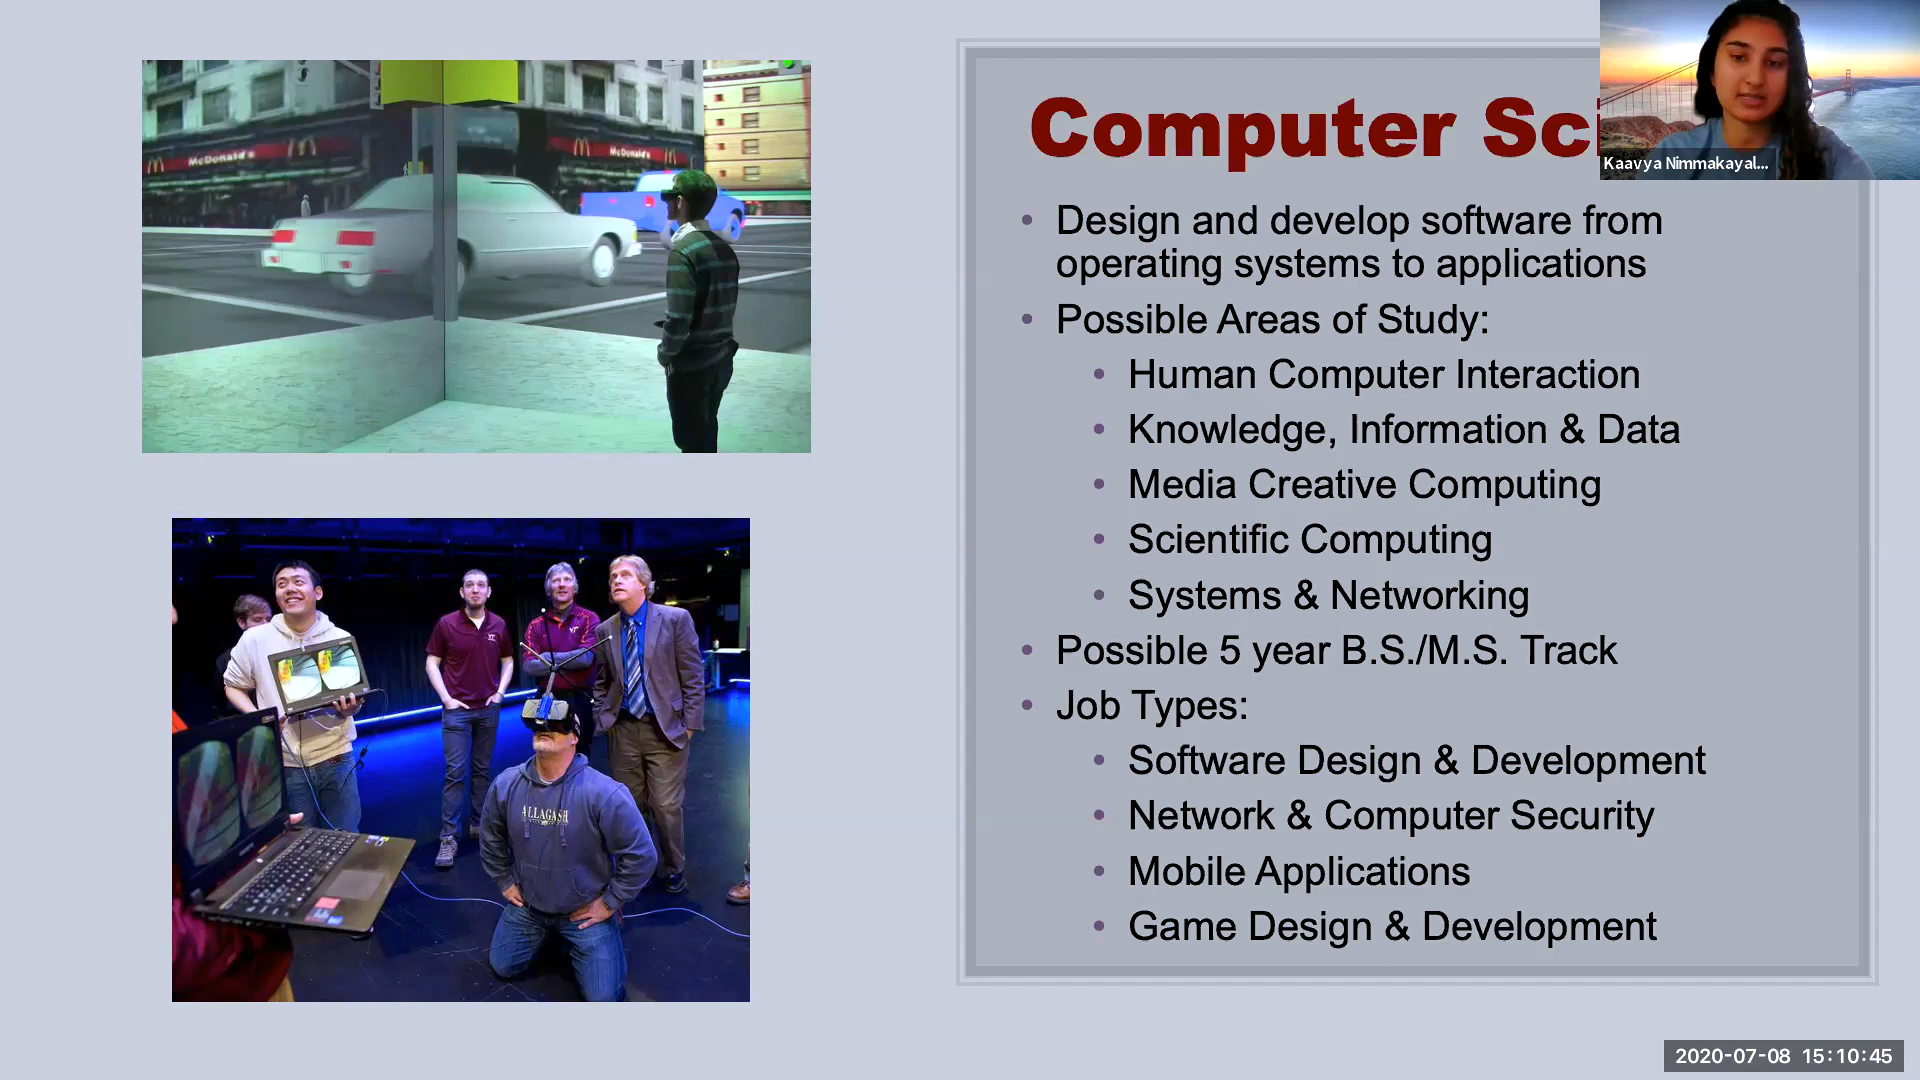 McDonald's
McDonald's
Computer Sci
Kaavya Nimmakayal...
• Design and develop software from
operating systems to applications
• Possible Areas of Study:
• Human Computer Interaction
• Knowledge, Information & Data
• Media Creative Computing
• Scientific Computing
• Systems & Networking
• Possible 5 year B.S./M.S. Track
• Job Types:
• Software Design & Development
• Network & Computer Security
• Mobile Applications
• Game Design & Development
ALLAGASH
2020-07-08 15:10:45